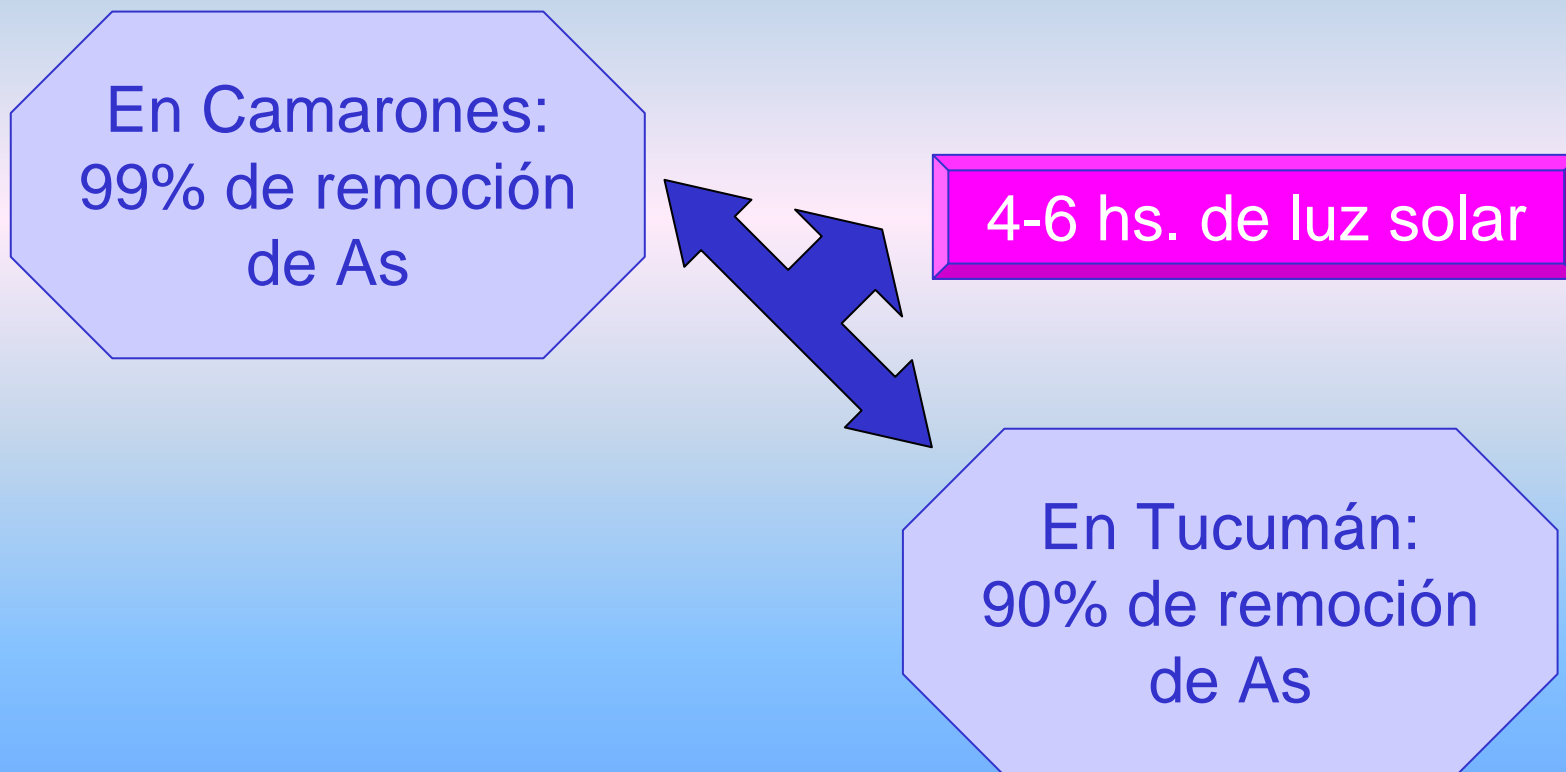 En Camarones:
99% de remoción
de As
4-6 hs. de luz solar
En Tucumán:
90% de remoción
de As